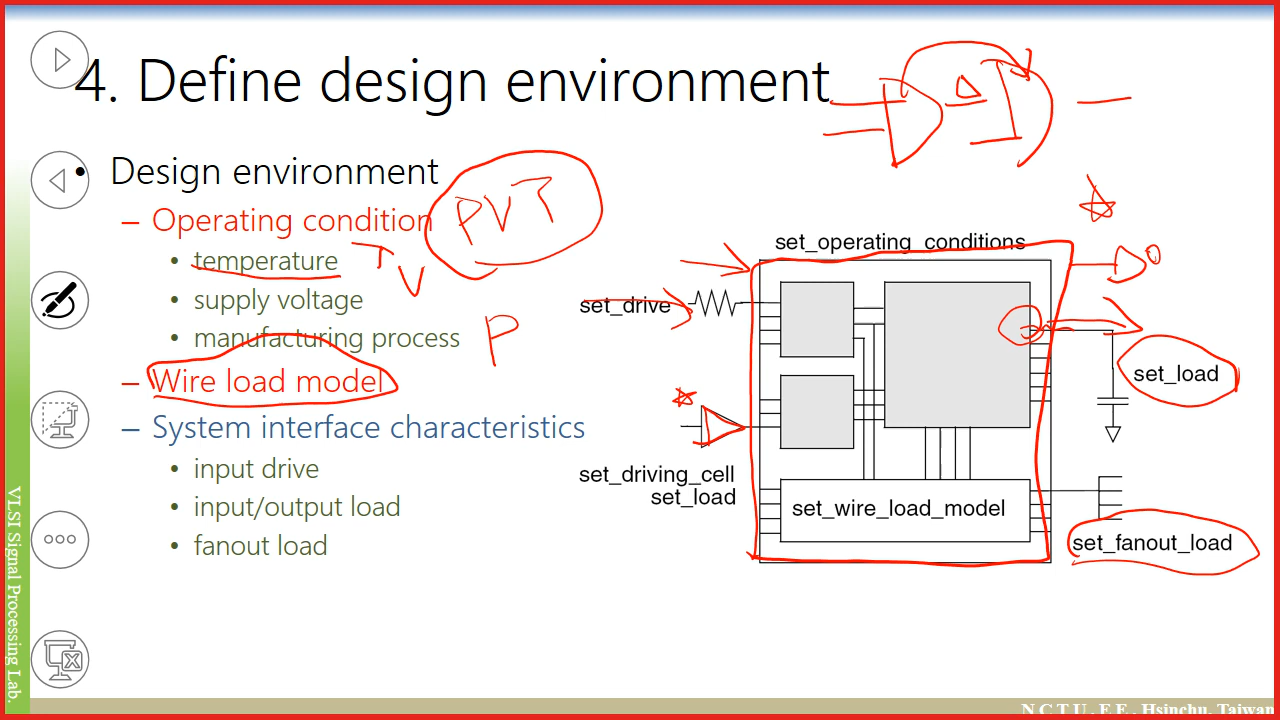 4. Define design environment
• Design environment
– Operating condition
PVT
• temperature
T
V
• supply voltage
• manufacturing process
P
– Wire load model
– System interface characteristics
• input drive
• input/output load
• fanout load
set_operating_conditions
set_drive
set_load
set_driving_cell
set_load
set_wire_load_model
set_fanout_load
VLSI Signal Processing Lab.
N C T U . E E . Hsinchu, Taiwan